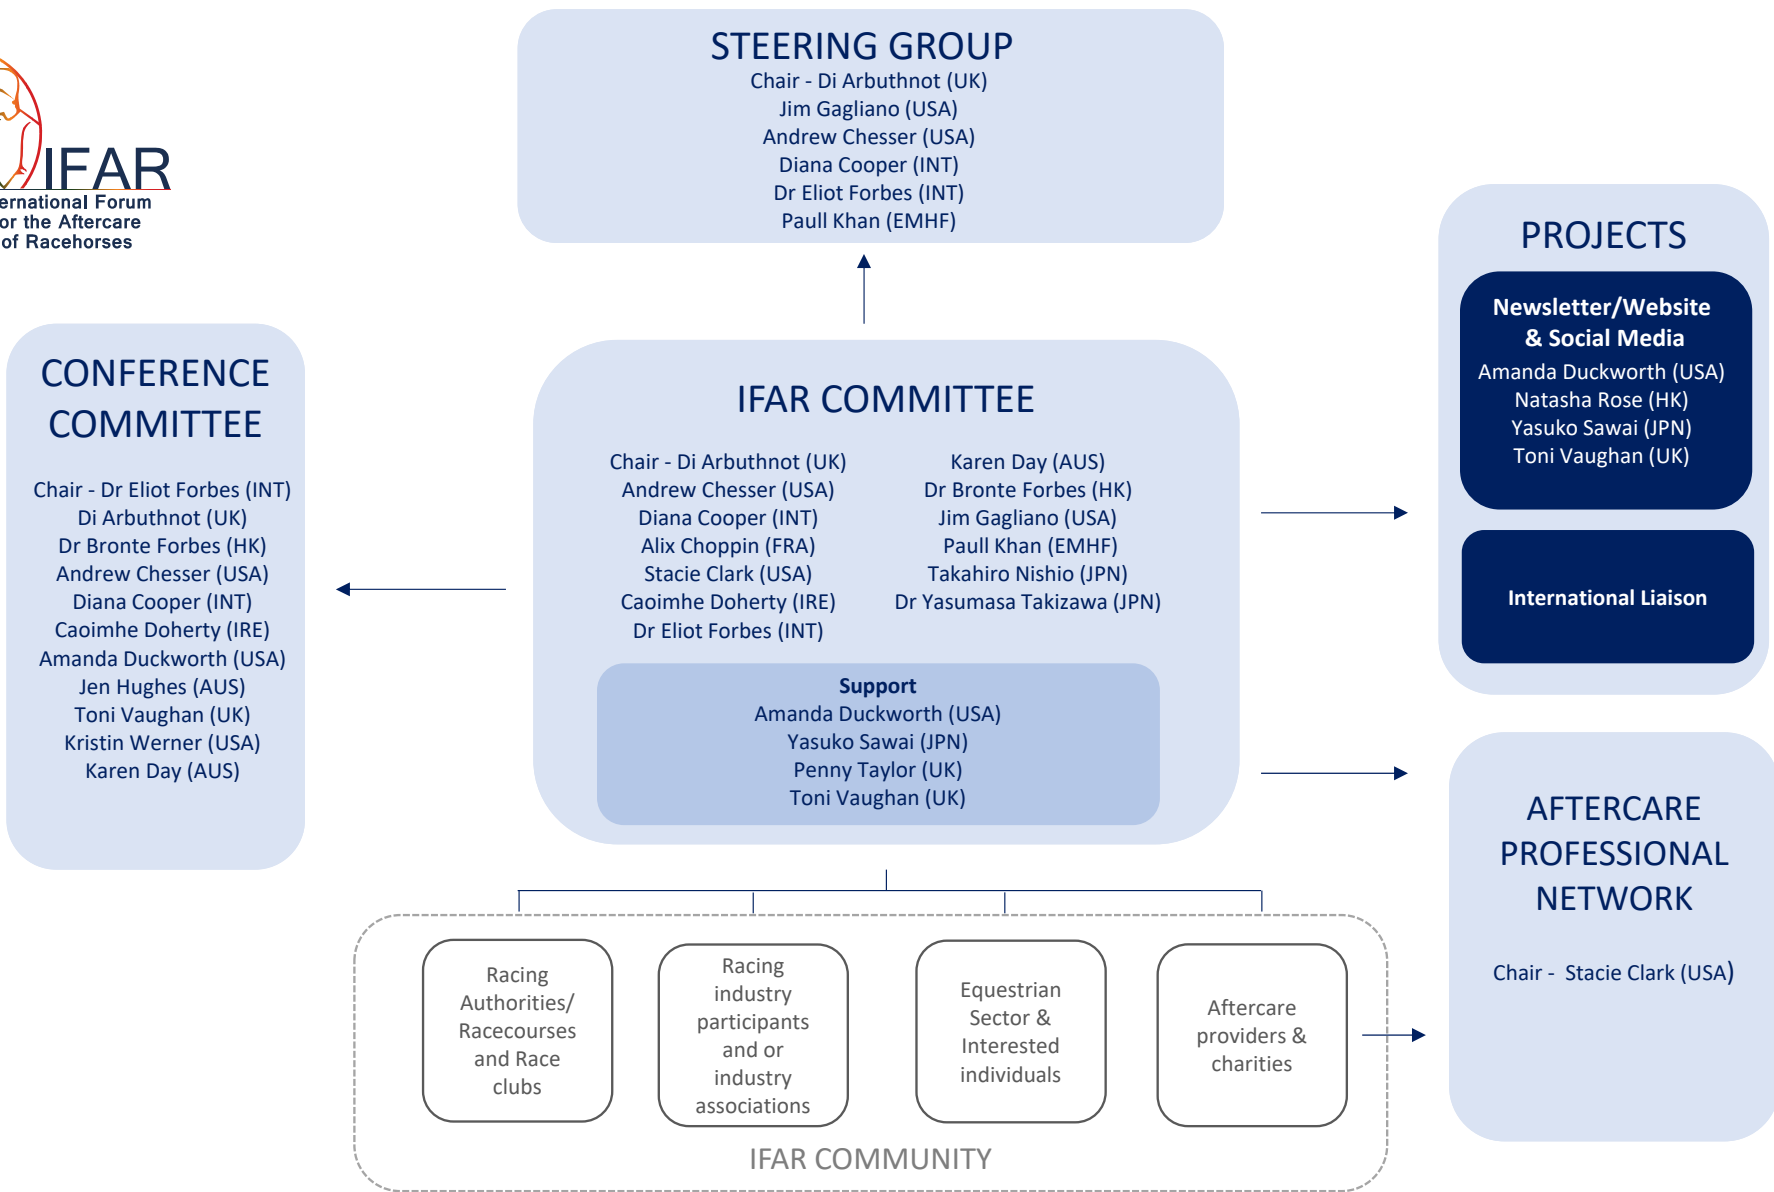 STEERING GROUP
Chair - Di Arbuthnot (UK)
Jim Gagliano (USA)
Andrew Chesser (USA)
Diana Cooper (INT)
Dr Eliot Forbes (INT)
Paull Khan (EMHF)
IFAR
ernational Forum
or the Aftercare
of Racehorses
CONFERENCE
COMMITTEE
Chair - Dr Eliot Forbes (INT)
Di Arbuthnot (UK)
Dr Bronte Forbes (HK)
Andrew Chesser (USA)
Diana Cooper (INT)
Caoimhe Doherty (IRE)
Amanda Duckworth (USA)
Jen Hughes (AUS)
Toni Vaughan (UK)
Kristin Werner (USA)
Karen Day (AUS)
IFAR COMMITTEE
Chair - Di Arbuthnot (UK)
Andrew Chesser (USA)
Diana Cooper (INT)
Alix Choppin (FRA)
Stacie Clark (USA)
Caoimhe Doherty (IRE)
Dr Eliot Forbes (INT)
Karen Day (AUS)
Dr Bronte Forbes (HK)
Jim Gagliano (USA)
Paull Khan (EMHF)
Takahiro Nishio (JPN)
Dr Yasumasa Takizawa (JPN)
Support
Amanda Duckworth (USA)
Yasuko Sawai (JPN)
Penny Taylor (UK)
Toni Vaughan (UK)
PROJECTS
Newsletter/Website
& Social Media
Amanda Duckworth (USA)
Natasha Rose (HK)
Yasuko Sawai (JPN)
Toni Vaughan (UK)
International Liaison
AFTERCARE
PROFESSIONAL
NETWORK
Chair -  Stacie Clark (USA)
Racing
Authorities/
Racecourses
and Race
clubs
Racing
industry
participants
and or
industry
associations
Equestrian
Sector &
Interested
individuals
Aftercare
providers &
charities
IFAR COMMUNITY